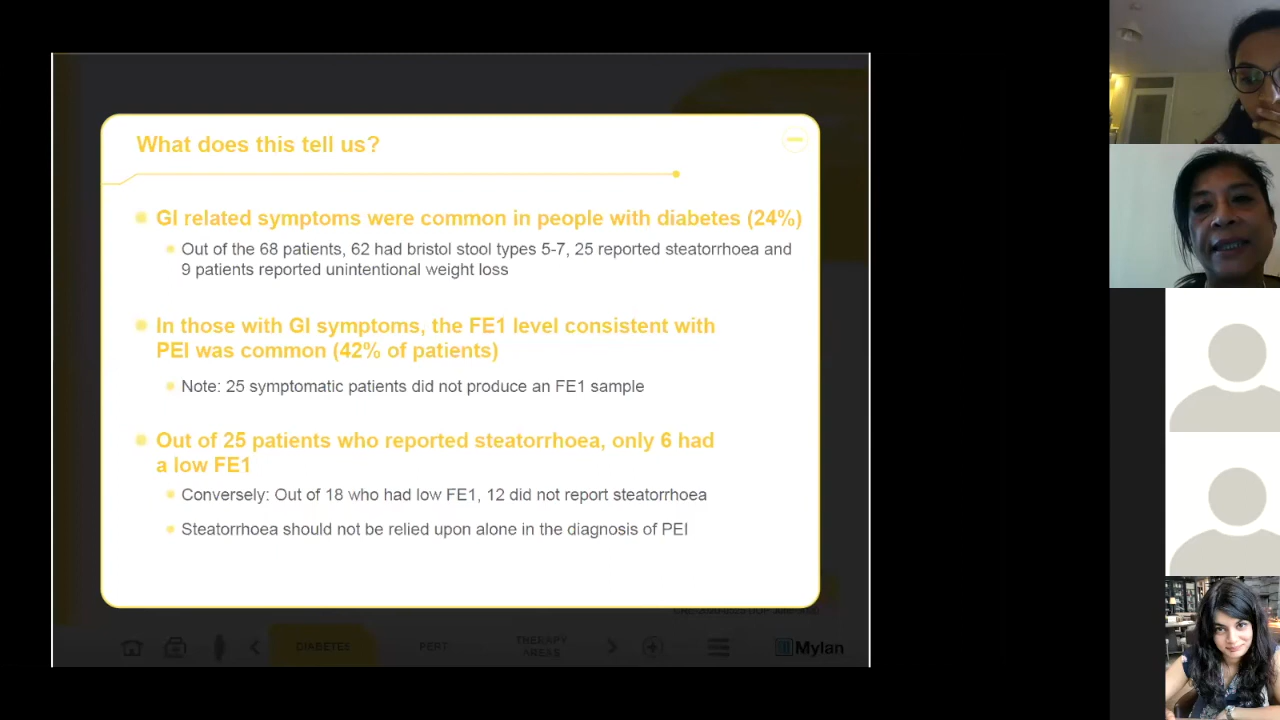 What does this tell us?
GI related symptoms were common in people with diabetes (24%)
Out of the 68 patients, 62 had bristol stool types 5-7, 25 reported steatorrhoea and
9 patients reported unintentional weight loss
In those with GI symptoms, the FE1 level consistent with
PEI was common (42% of patients)
Note: 25 symptomatic patients did not produce an FE1 sample
Out of 25 patients who reported steatorrhoea, only 6 had
a low FE1
Conversely: Out of 18 who had low FE1, 12 did not report steatorrhoea
Steatorrhoea should not be relied upon alone in the diagnosis of PEI
DIABETES
PERT
THERAPY
AREAS
Mylan